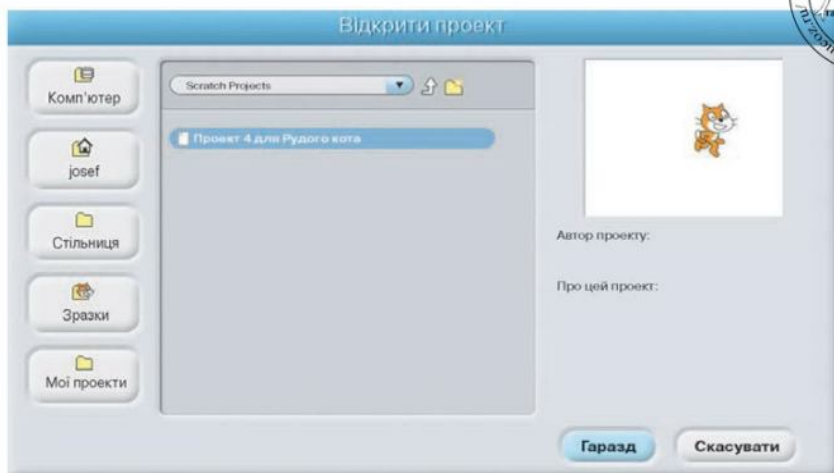 Відкрити проект
Комп'ютер
josef
Стільниця
Зразки
Мої проекти
Scratch Projects
Проект 4 для Рудого кота
Автор проекту:
Про цей проект:
Гаразд
Скасувати